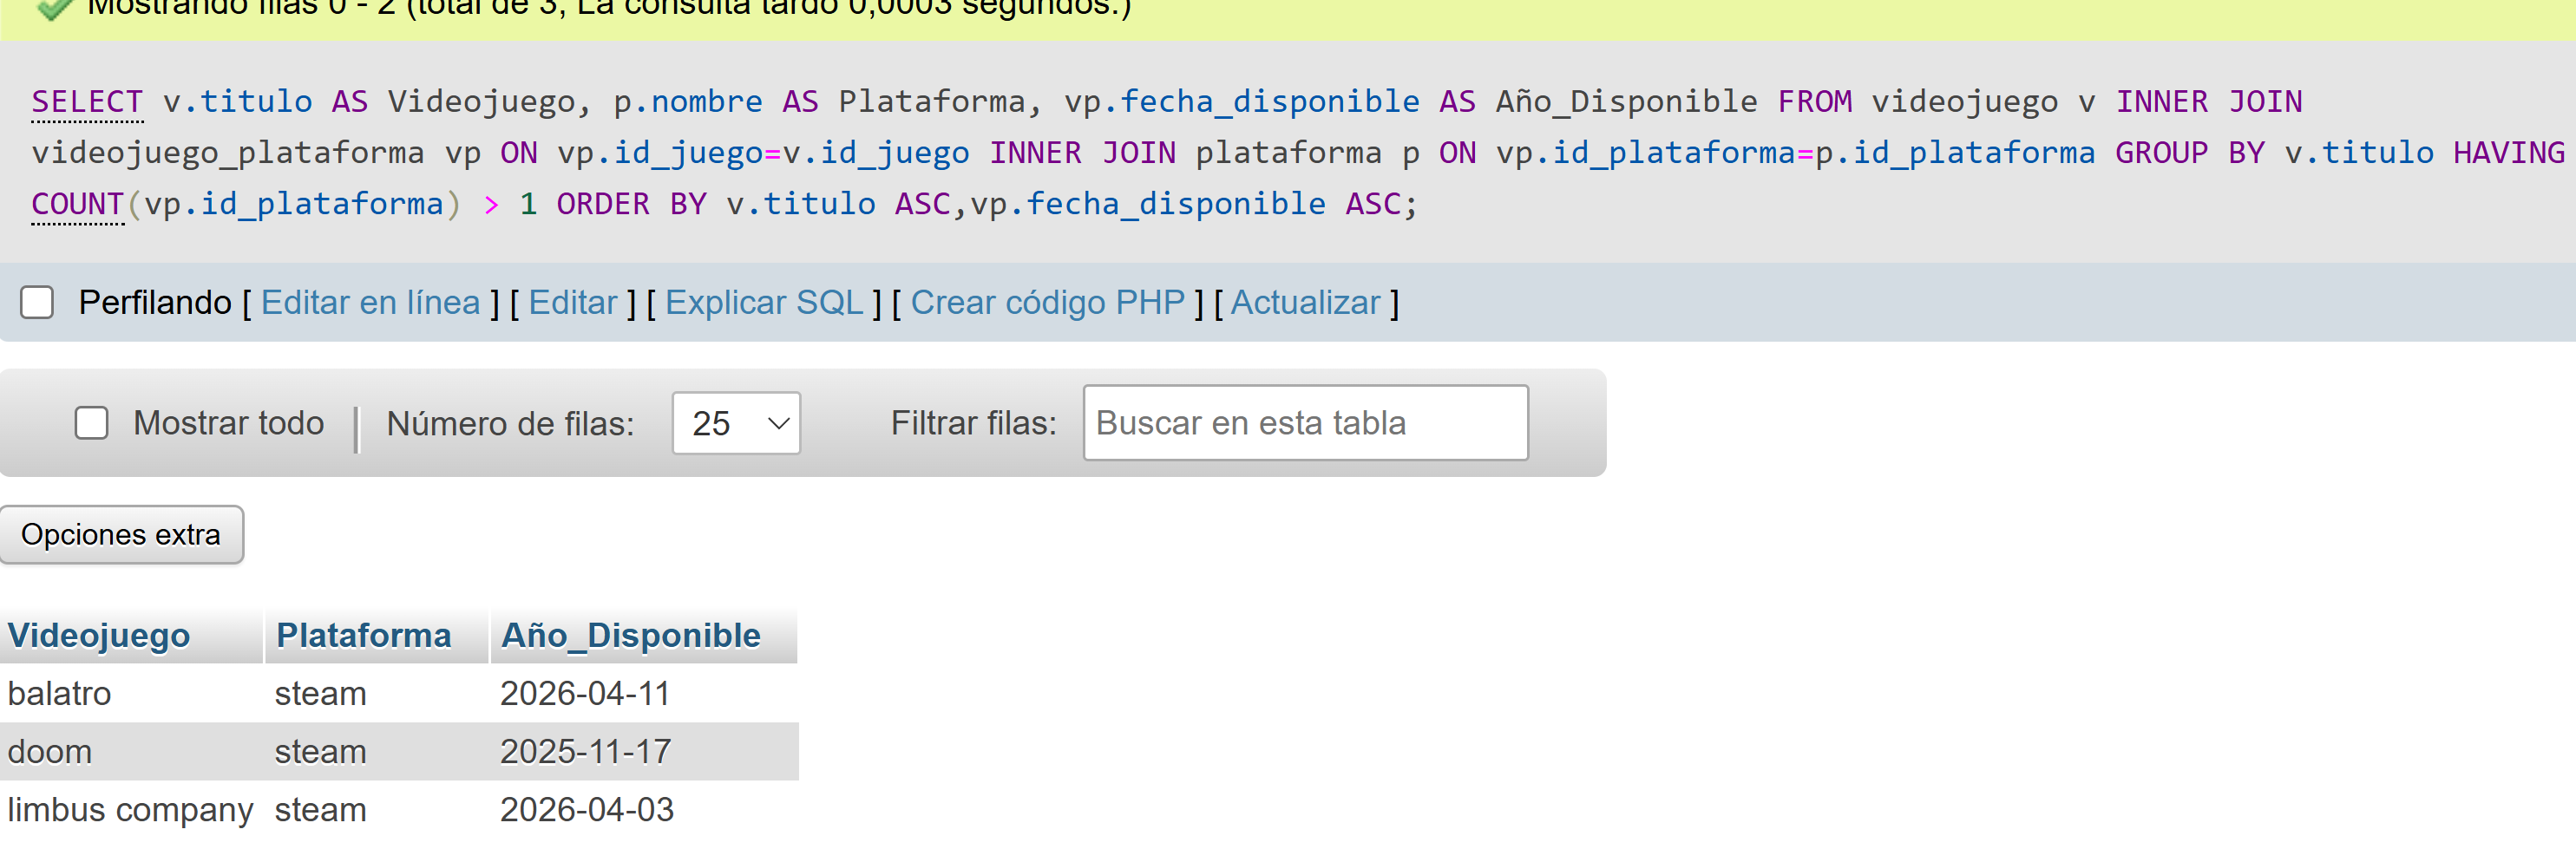 Mostrando filas 0 - 2 (total de 3, La consulta tardó 0,0003 segundos.)
SELECT v.titulo AS Videojuego, p.nombre AS Plataforma, vp.fecha_disponible AS Año_Disponible FROM videojuego v INNER JOIN
videojuego_plataforma vp ON vp.id_juego=v.id_juego INNER JOIN plataforma p ON vp.id_plataforma=p.id_plataforma GROUP BY v.titulo HAVING
COUNT(vp.id_plataforma) > 1 ORDER BY v.titulo ASC,vp.fecha_disponible ASC;
Perfilando [ Editar en línea ] [ Editar ] [ Explicar SQL ] [ Crear código PHP ] [ Actualizar ]
Mostrar todo | Número de filas: 25 Filtrar filas: Buscar en esta tabla
Opciones extra
Videojuego Plataforma Año_Disponible
balatro steam 2026-04-11
doom steam 2025-11-17
limbus company steam 2026-04-03